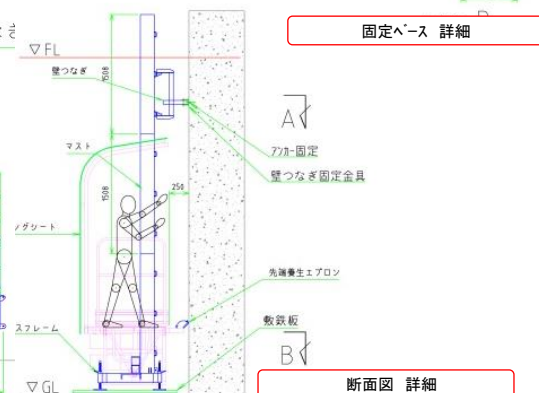 固定ベース 詳細
▽FL
壁つなぎ
1508
A
アンカー固定
マスト
壁つなぎ固定金具
1508
250
ングシート
先端養生エプロン
スフレーム
敷鉄板
B
▽GL
断面図 詳細